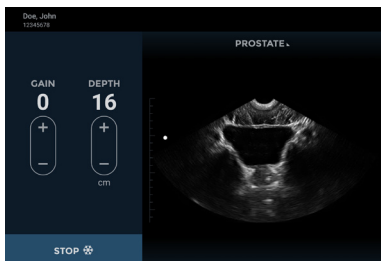 Doe, John
12345678
PROSTATE
GAIN
DEPTH
0
16
+
+
−
−
cm
STOP